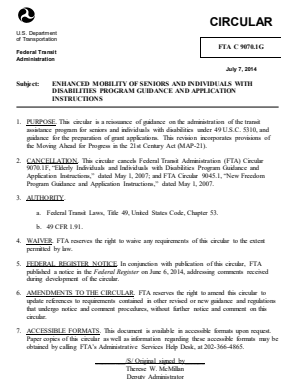 CIRCULAR
U.S. Department
of Transportation
Federal Transit
Administration
FTA C 9070.1G
July 7, 2014
Subject: ENHANCED MOBILITY OF SENIORS AND INDIVIDUALS WITH
DISABILITIES PROGRAM GUIDANCE AND APPLICATION
INSTRUCTIONS
1. PURPOSE. This circular is a reissuance of guidance on the administration of the transit
assistance program for seniors and individuals with disabilities under 49 U.S.C. 5310, and
guidance for the preparation of grant applications. This revision incorporates provisions of
the Moving Ahead for Progress in the 21st Century Act (MAP-21).
2. CANCELLATION. This circular cancels Federal Transit Administration (FTA) Circular
9070.1F, “Elderly Individuals and Individuals with Disabilities Program Guidance and
Application Instructions,” dated May 1, 2007; and FTA Circular 9045.1, “New Freedom
Program Guidance and Application Instructions,” dated May 1, 2007.
3. AUTHORITY.
a. Federal Transit Laws, Title 49, United States Code, Chapter 53.
b. 49 CFR 1.91.
4. WAIVER. FTA reserves the right to waive any requirements of this circular to the extent
permitted by law.
5. FEDERAL REGISTER NOTICE. In conjunction with publication of this circular, FTA
published a notice in the Federal Register on June 6, 2014, addressing comments received
during development of the circular.
6. AMENDMENTS TO THE CIRCULAR. FTA reserves the right to amend this circular to
update references to requirements contained in other revised or new guidance and regulations
that undergo notice and comment procedures, without further notice and comment on this
circular.
7. ACCESSIBLE FORMATS. This document is available in accessible formats upon request.
Paper copies of this circular as well as information regarding these accessible formats may be
obtained by calling FTA’s Administrative Services Help Desk, at 202-366-4865.
/S/ Original signed by
Therese W. McMillan
Deputy Administrator